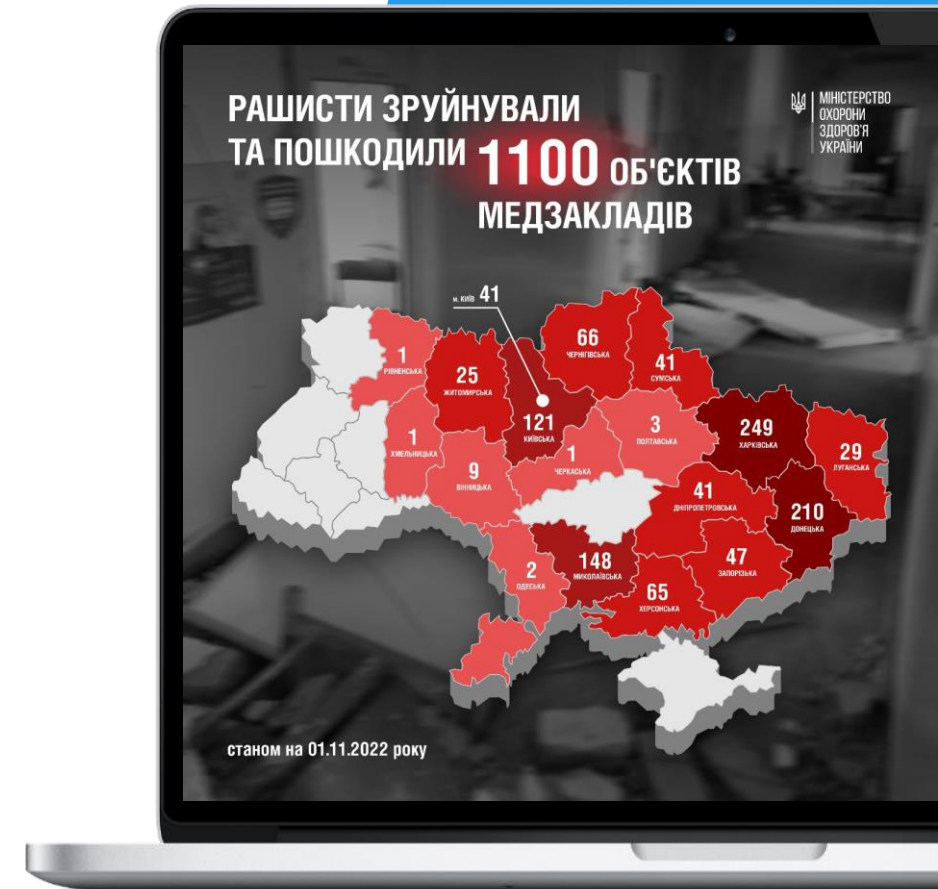 РАШИСТИ ЗРУЙНУВАЛИ
ТА ПОШКОДИЛИ 1100 ОБ'ЄКТІВ
МЕДЗАКЛАДІВ
МІНІСТЕРСТВО
ОХОРОНИ
ЗДОРОВ'Я
УКРАЇНИ
м. КИЇВ 41
66
ЧЕРНІГІВСЬКА
41
СУМСЬКА
1
РІВНЕНСЬКА
25
ЖИТОМИРСЬКА
121
КИЇВСЬКА
3
ПОЛТАВСЬКА
249
ХАРКІВСЬКА
29
ЛУГАНСЬКА
1
ХМЕЛЬНИЦЬКА
9
ВІННИЦЬКА
1
ЧЕРКАСЬКА
41
ДНІПРОПЕТРОВСЬКА
210
ДОНЕЦЬКА
2
ОДЕСЬКА
148
МИКОЛАЇВСЬКА
65
ХЕРСОНСЬКА
47
ЗАПОРІЗЬКА
станом на 01.11.2022 року